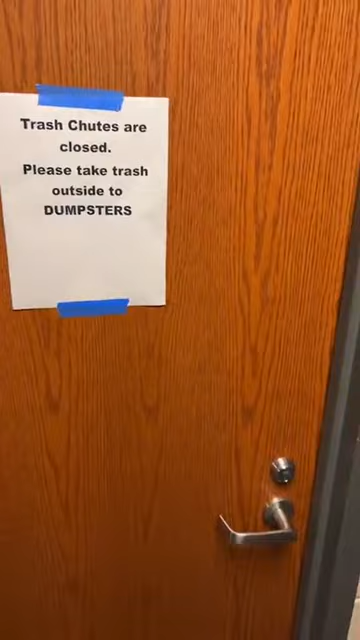 Trash Chutes are
closed.
Please take trash
outside to
DUMPSTERS